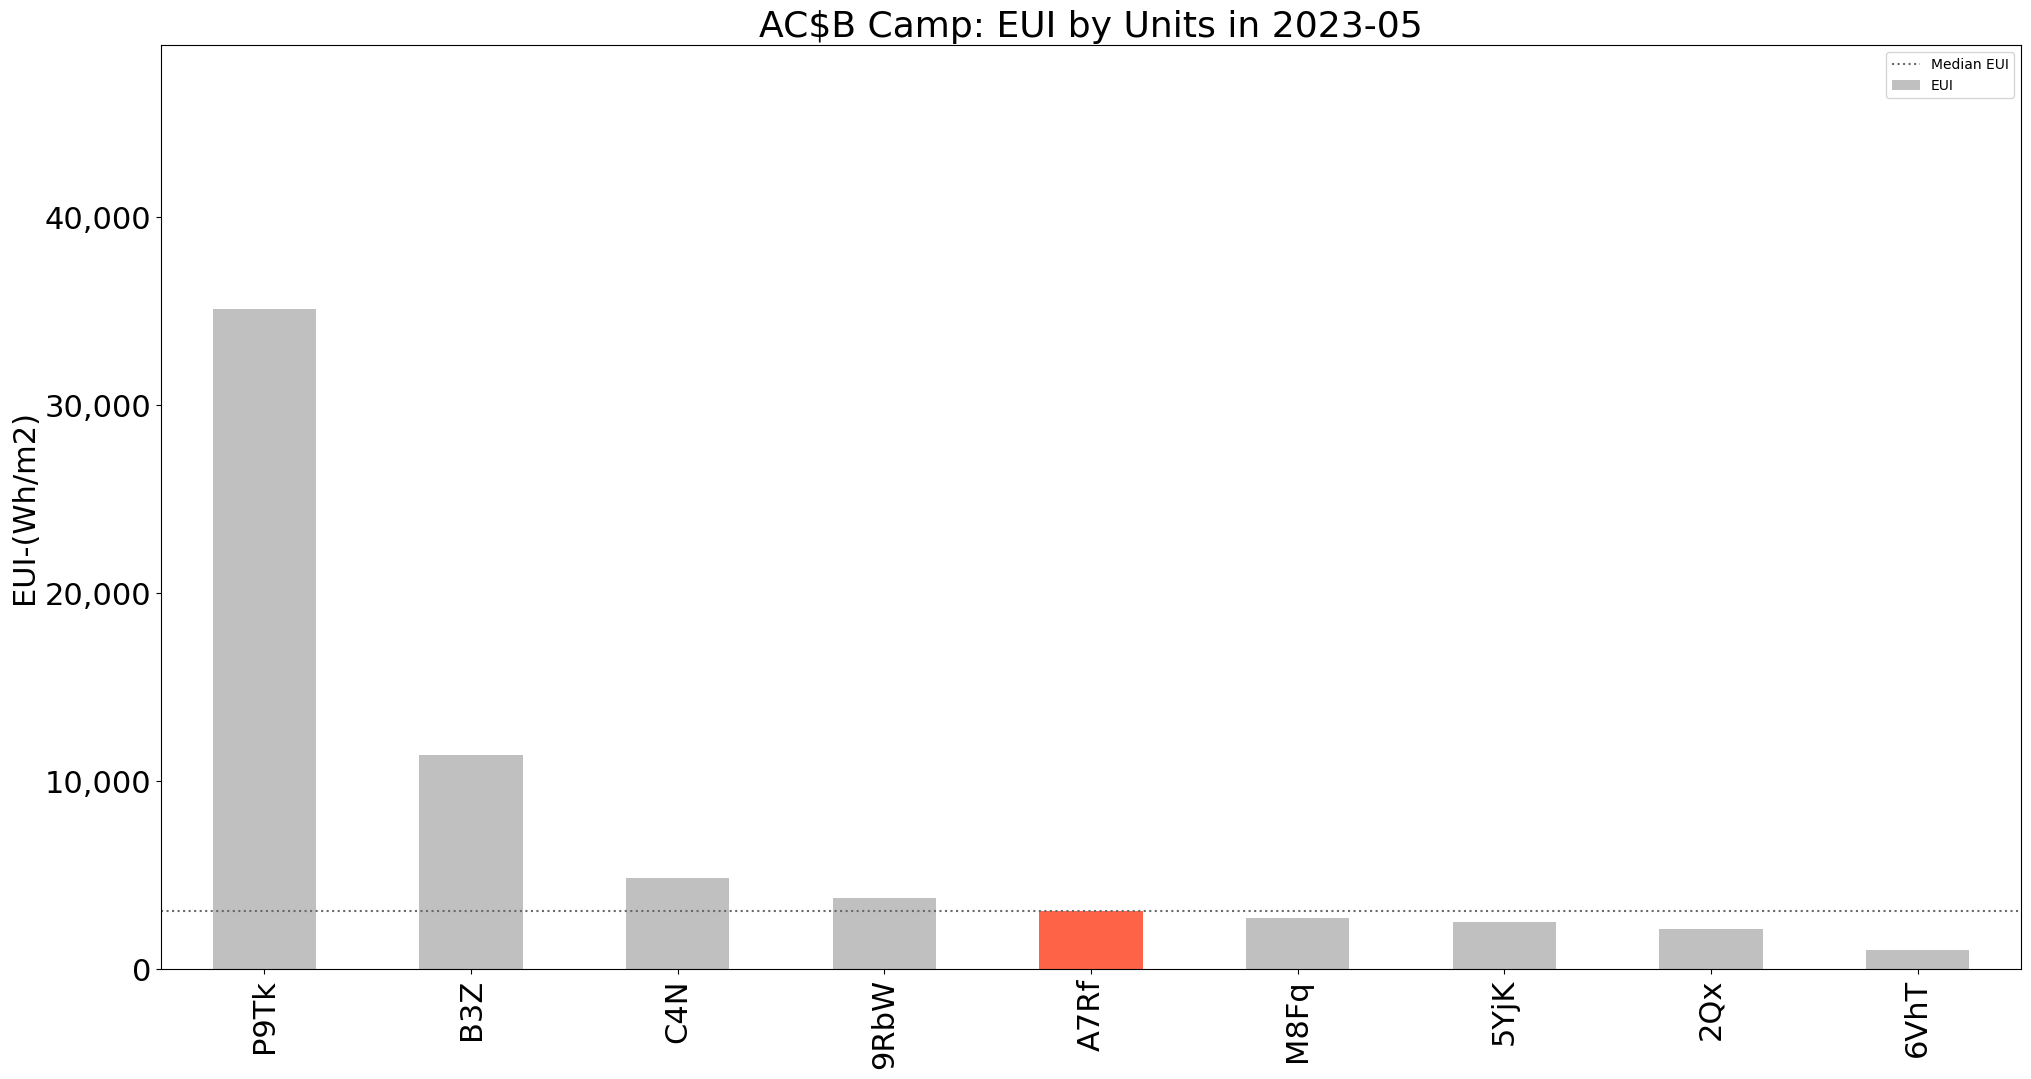 AC$B Camp: EUI by Units in 2023-05
Median EUI
EUI
EUI-(Wh/m2)
40,000
30,000
20,000
10,000
0
P9Tk
B3Z
C4N
9RbW
A7Rf
M8Fq
5YjK
2Qx
6VhT